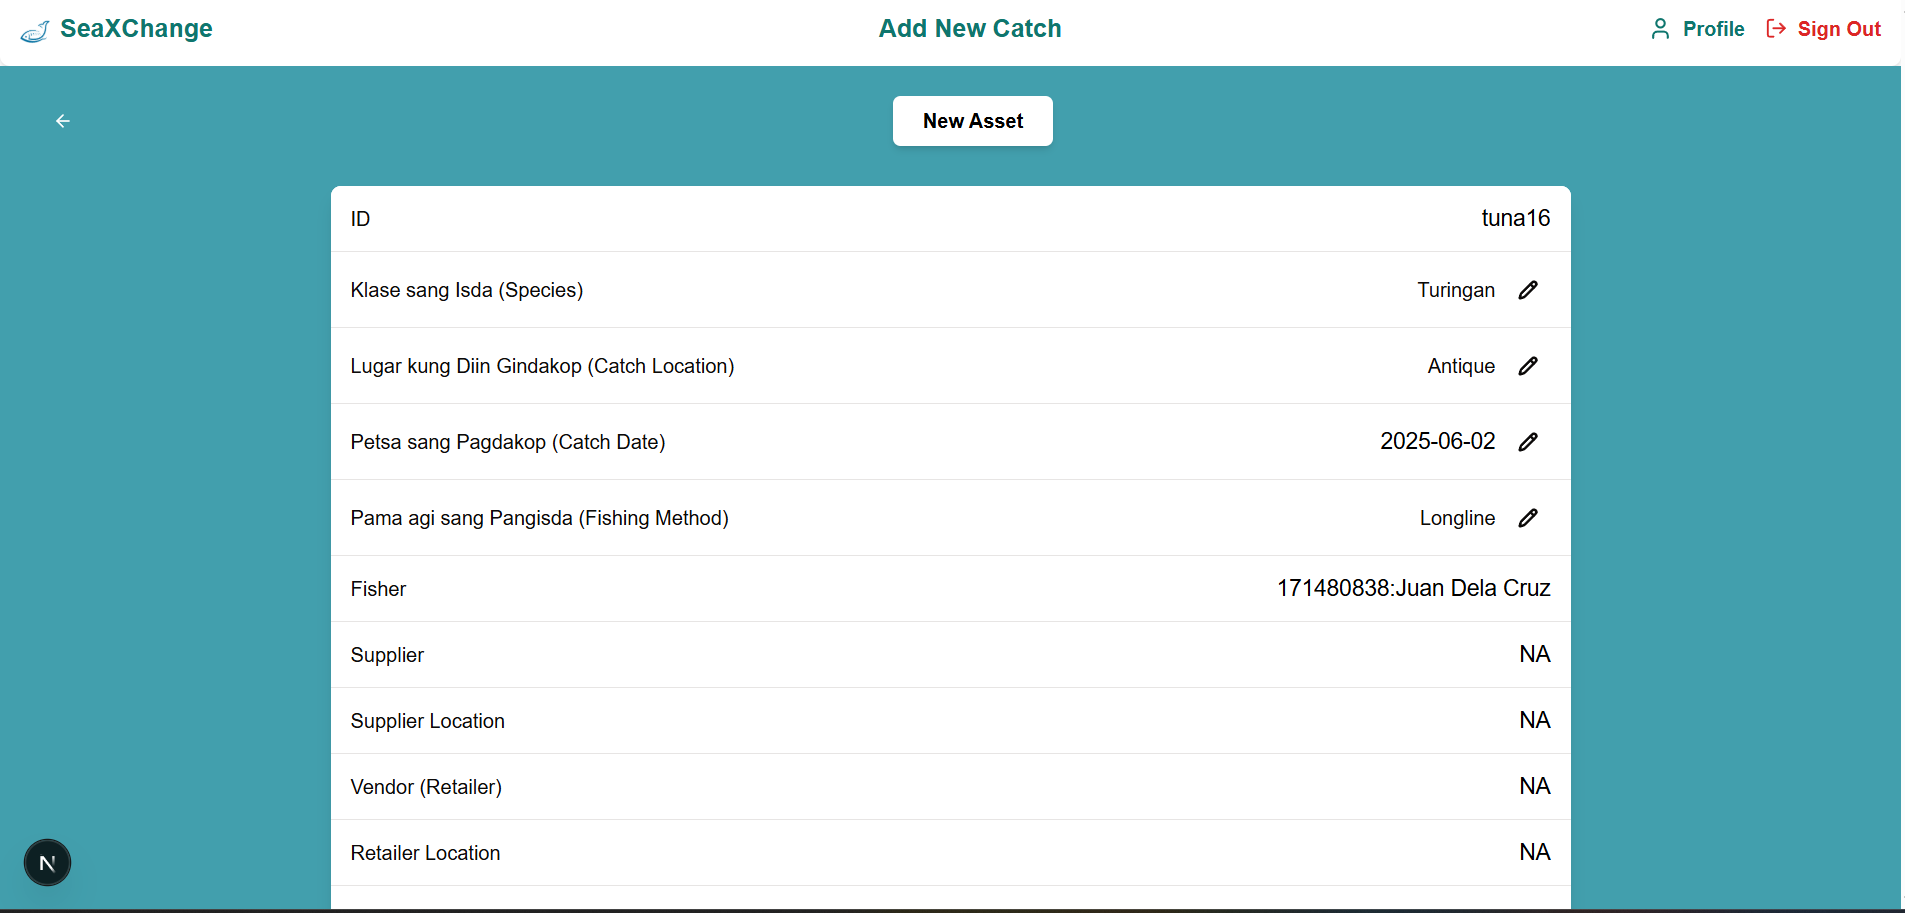 SeaXChange
Add New Catch
Profile
Sign Out
New Asset
ID
tuna16
Klase sang Isda (Species)
Turingan
Lugar kung Diin Gindakop (Catch Location)
Antique
Petsa sang Pagdakop (Catch Date)
2025-06-02
Pama agi sang Pangisda (Fishing Method)
Longline
Fisher
171480838:Juan Dela Cruz
Supplier
NA
Supplier Location
NA
Vendor (Retailer)
NA
Retailer Location
NA
N